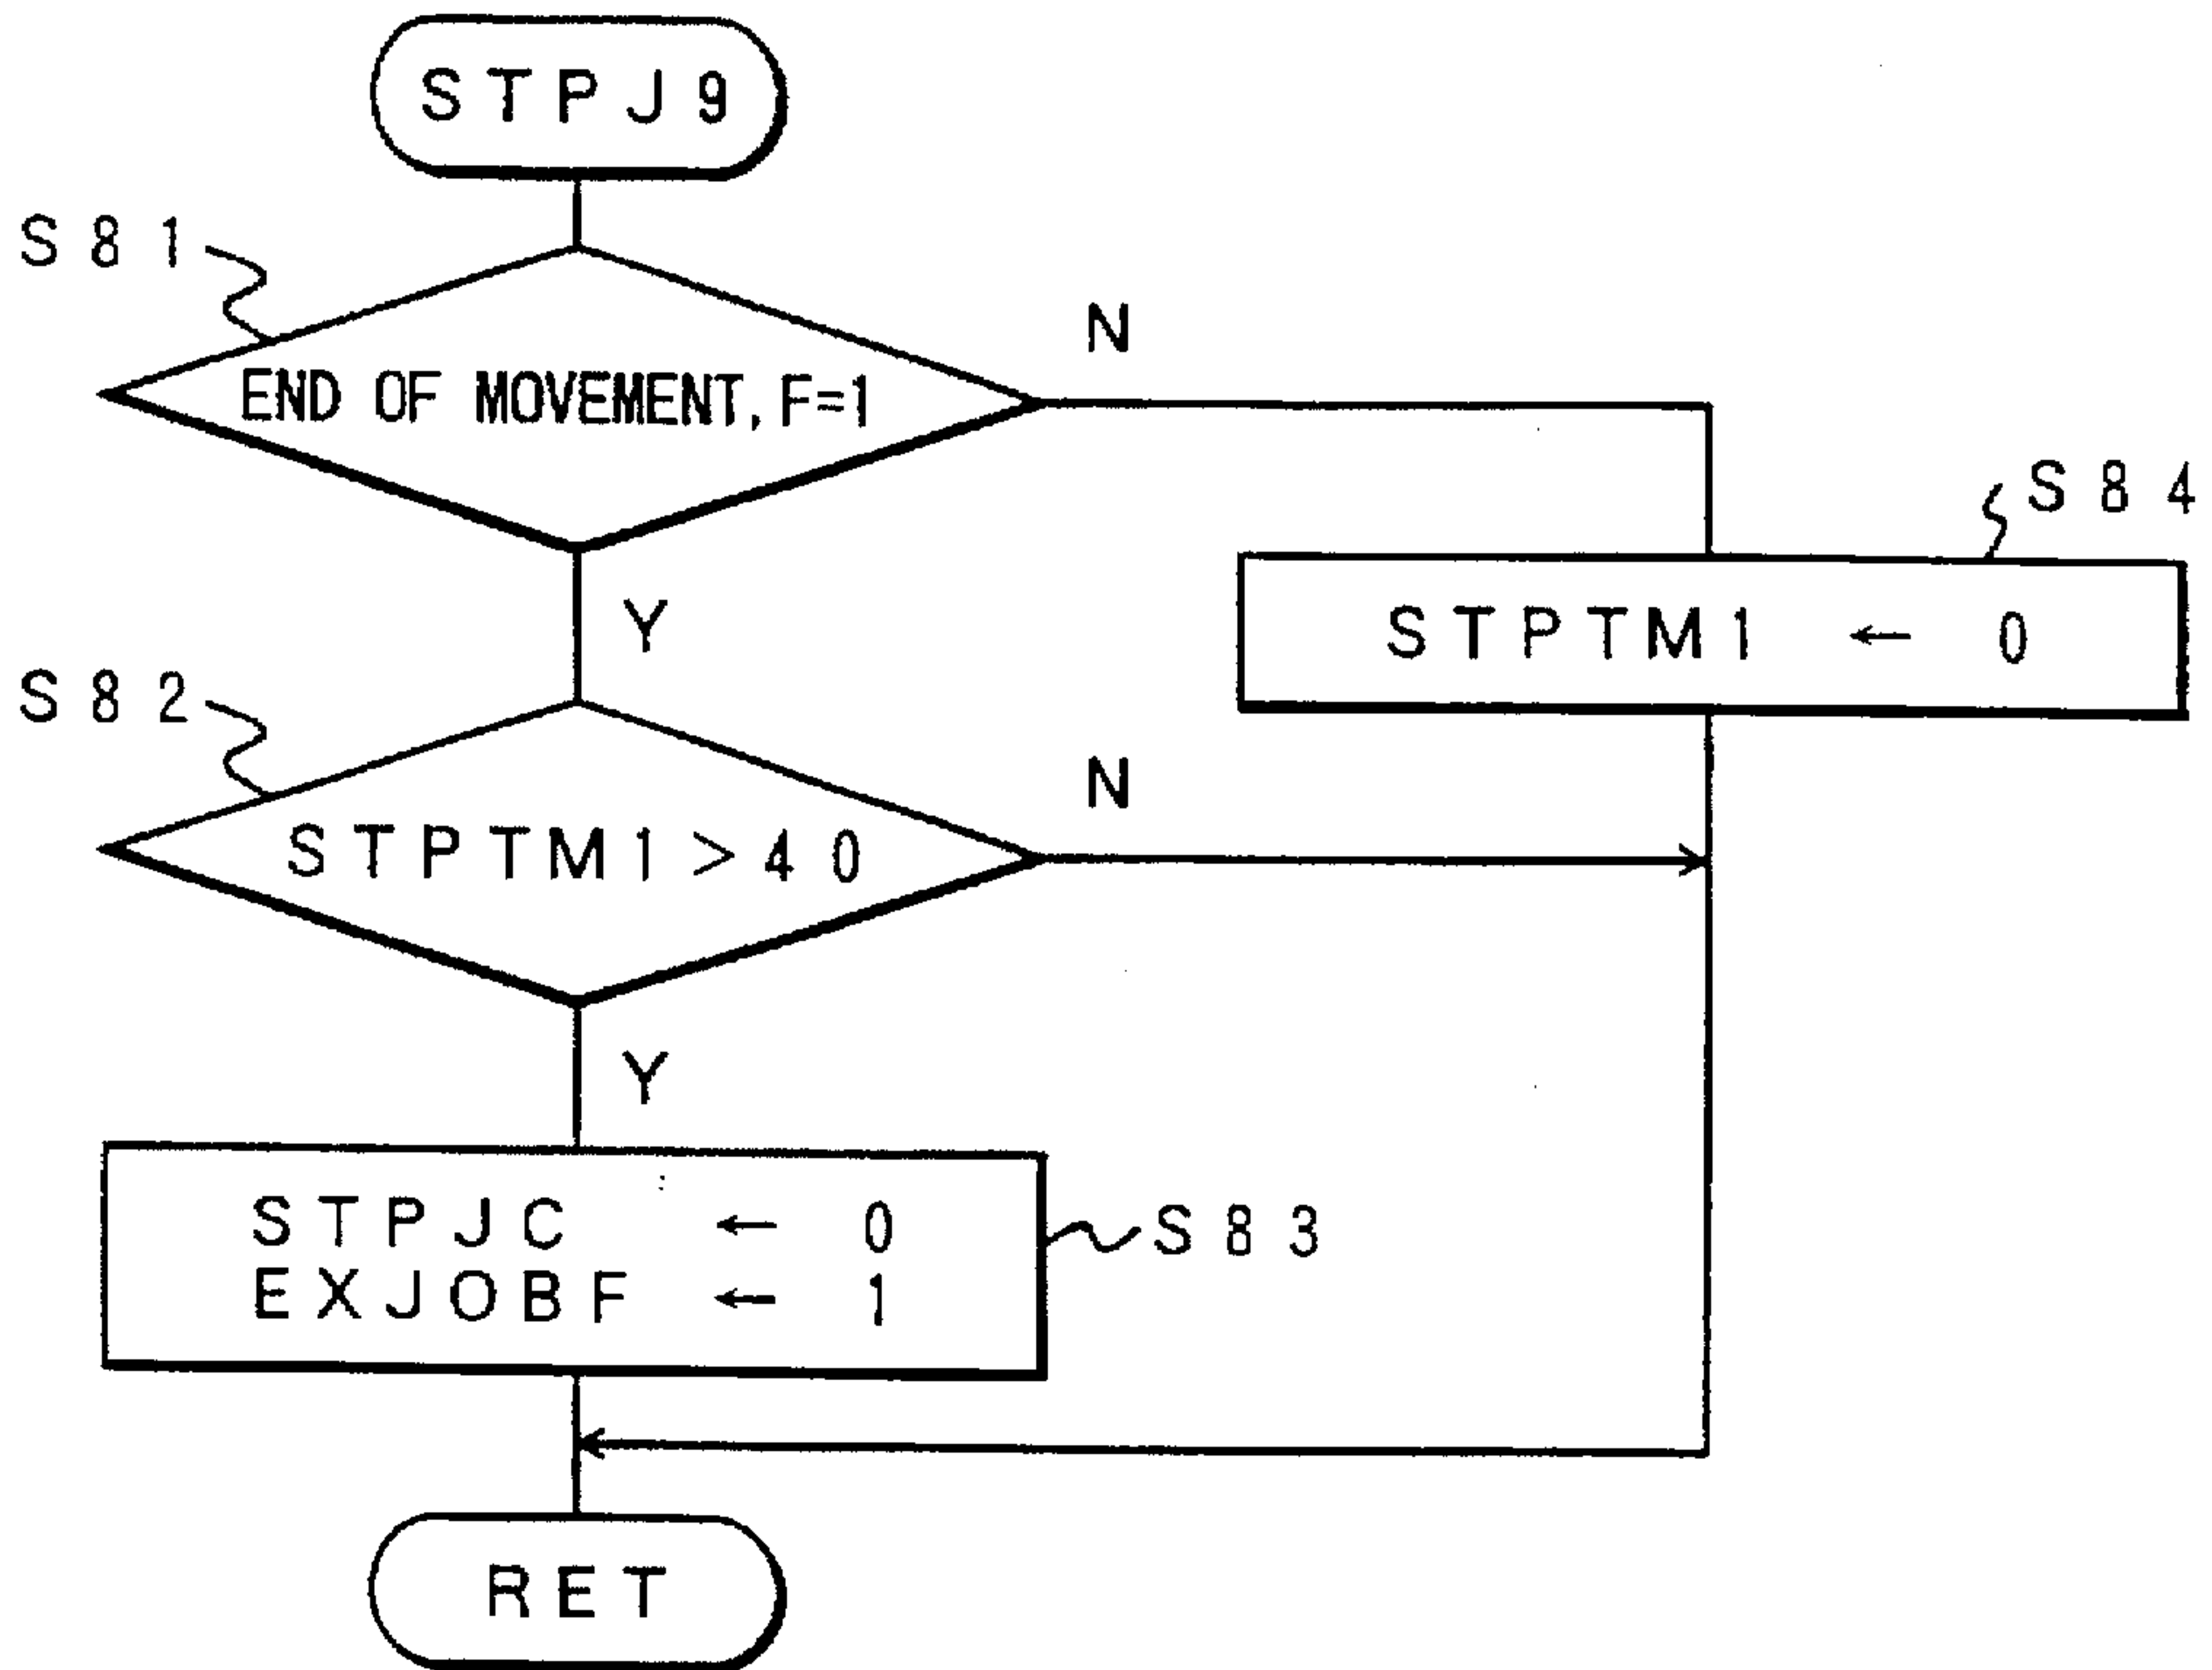 STPJ9
S81
N
END OF MOVEMENT, F=1
S84
Y
STPTM1 ← 0
S82
N
STPTM1>40
Y
STPJC ← 0
S83
EXJOBF ← 1
RET